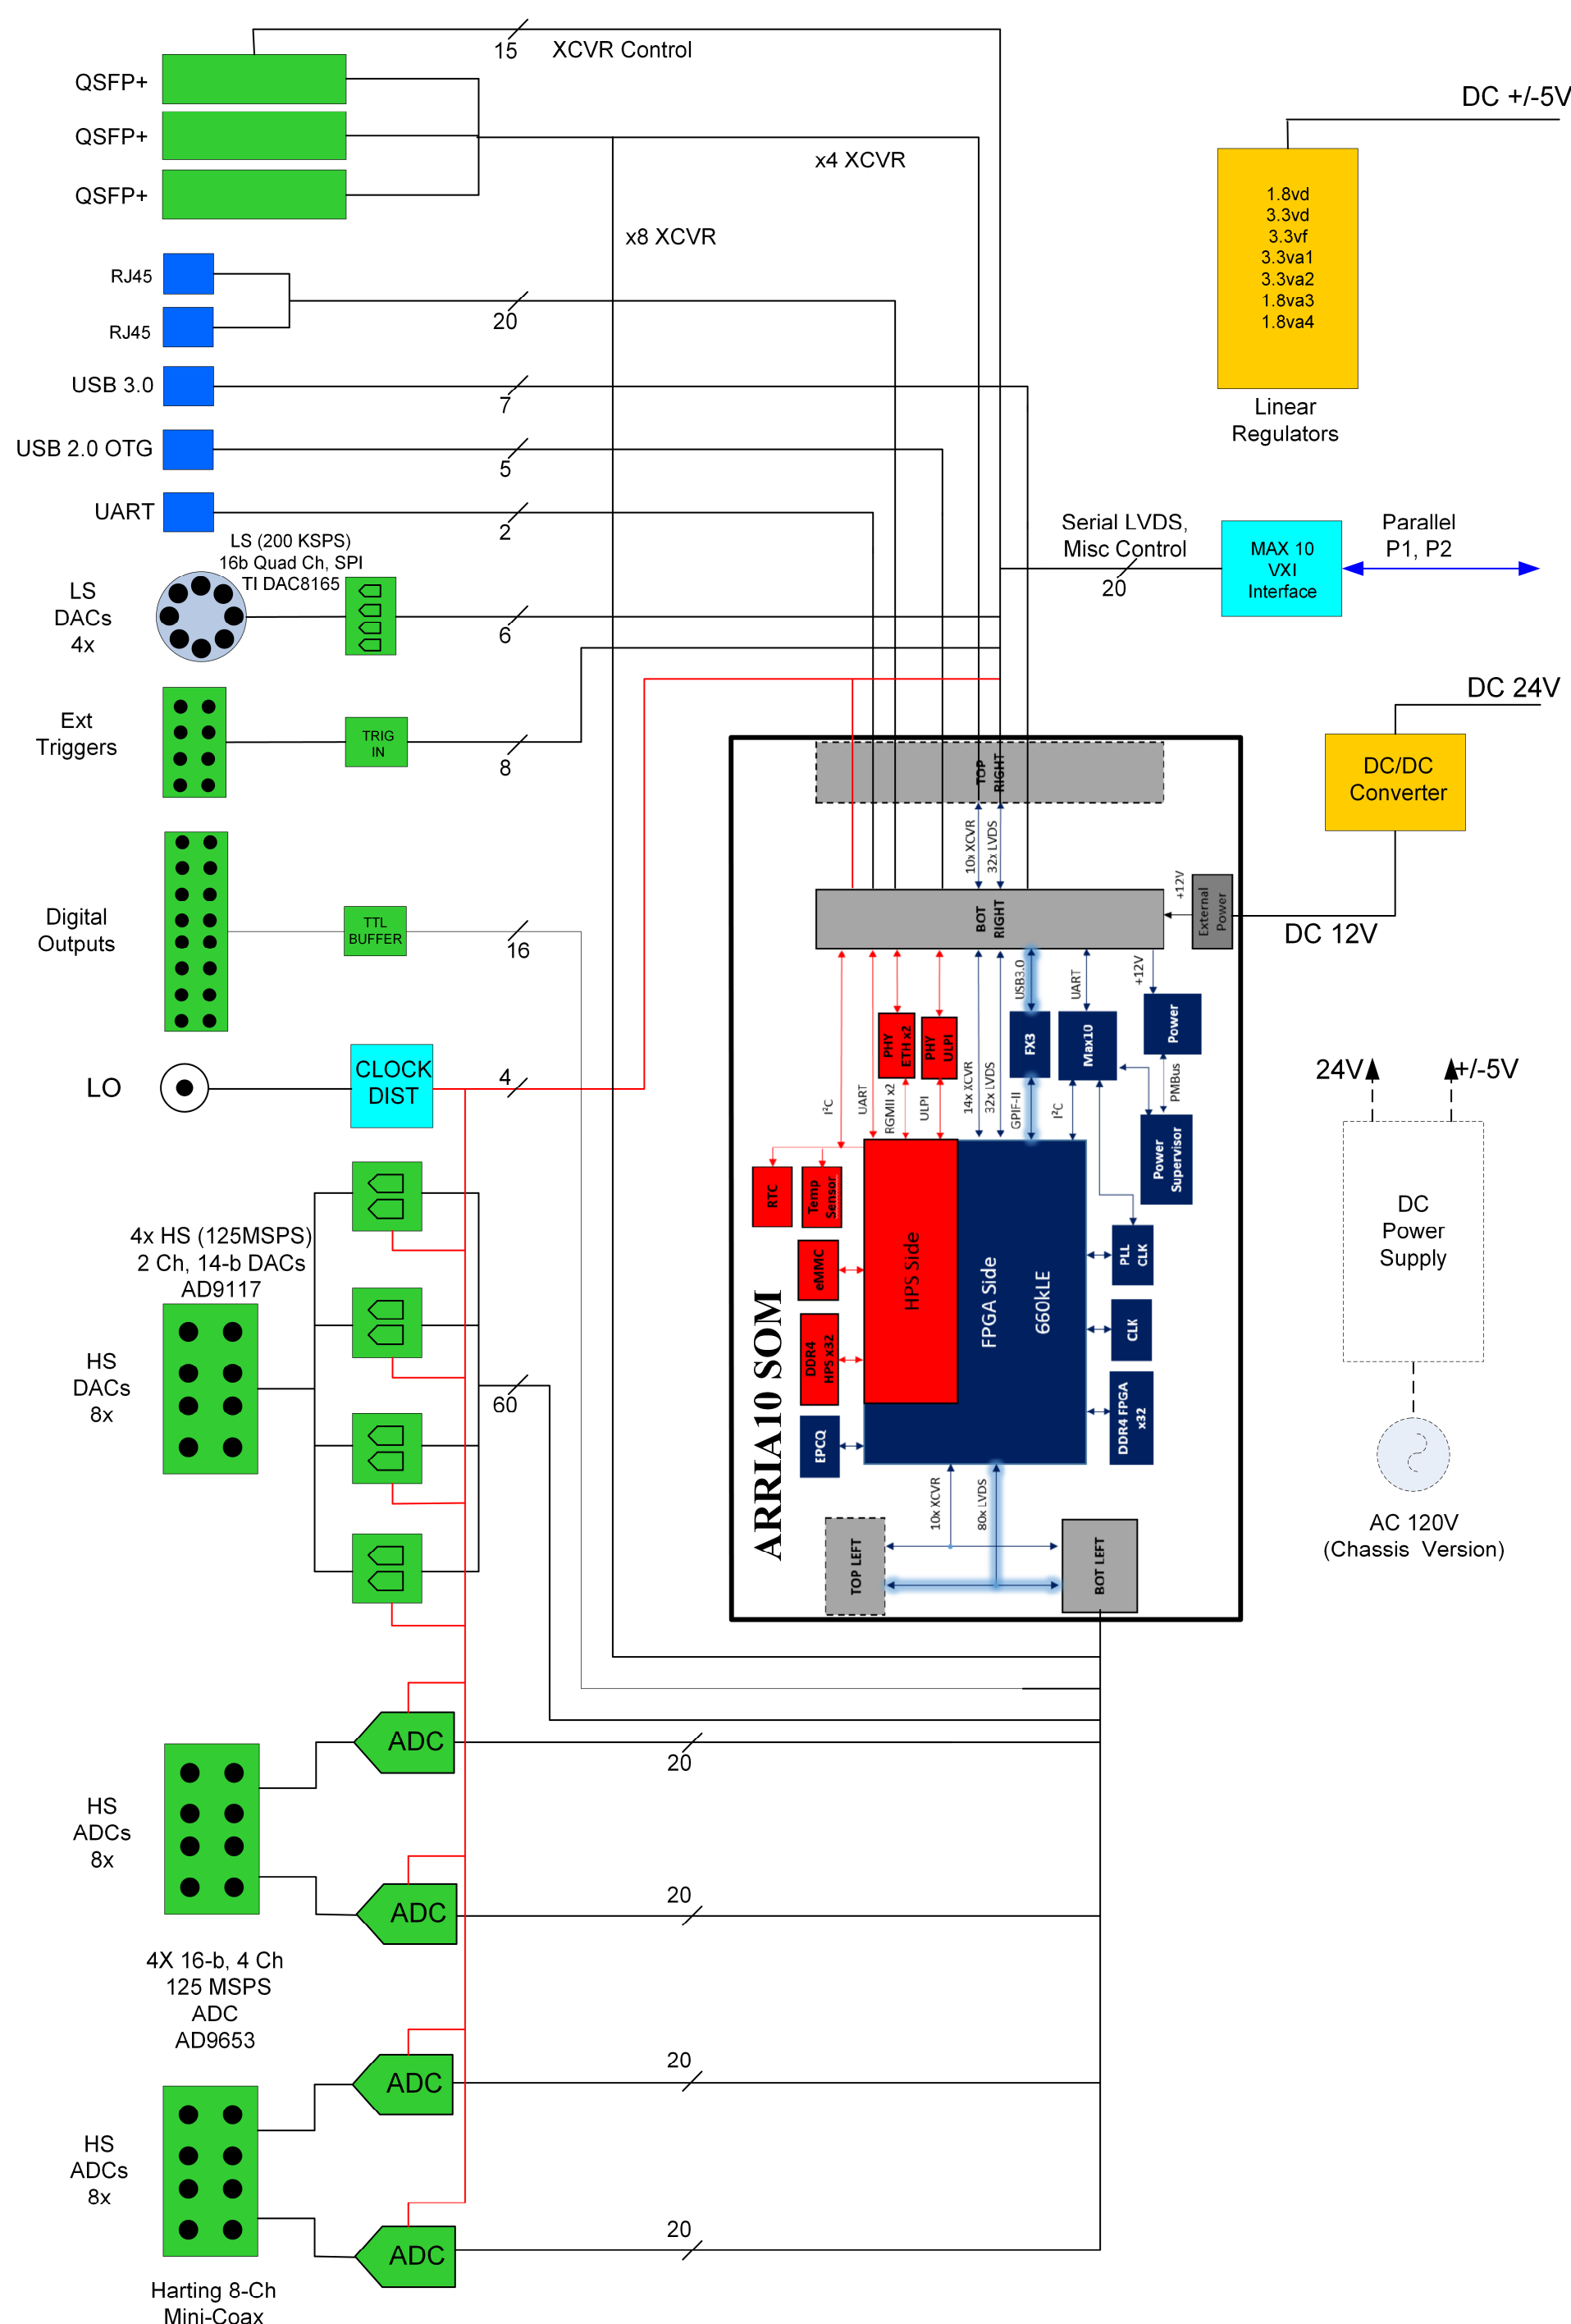 15
XCVR Control
QSFP+
QSFP+
QSFP+
x4 XCVR
x8 XCVR
DC +/-5V
1.8vd
3.3vd
3.3vf
3.3va1
3.3va2
1.8va3
1.8va4
Linear
Regulators
RJ45
RJ45
20
USB 3.0
7
USB 2.0 OTG
5
UART
2
LS (200 KSPS)
16b Quad Ch, SPI
TI DAC8165
LS
DACs
4x
6
Serial LVDS,
Misc Control
20
MAX 10
VXI
Interface
Parallel
P1, P2
Ext
Triggers
TRIG
IN
8
DC 24V
DC/DC
Converter
DC 12V
Digital
Outputs
TTL
BUFFER
16
LO
CLOCK
DIST
4
4x HS (125MSPS)
2 Ch, 14-b DACs
AD9117
HS
DACs
8x
60
TOP
RIGHT
10x XCVR
32x LVDS
BOT
RIGHT
+12V
External
Power
I²C
UART
PHY
ETH x2
RGMII x2
PHY
ULPI
ULPI
14x XCVR
32x LVDS
USB3.0
FX3
GPIF-II
UART
Max10
I²C
+12V
Power
PMBus
Power
Supervisor
RTC
Temp
Sensor
eMMC
DDR4
HPS x32
EPCQ
HPS Side
FPGA Side
660kLE
PLL
CLK
CLK
DDR4 FPGA
x32
ARRIA10 SOM
10x XCVR
80x LVDS
TOP LEFT
BOT LEFT
24V
+/-5V
DC
Power
Supply
AC 120V
(Chassis Version)
ADC
20
HS
ADCs
8x
ADC
20
4X 16-b, 4 Ch
125 MSPS
ADC
AD9653
ADC
20
HS
ADCs
8x
ADC
20
Harting 8-Ch
Mini-Coax